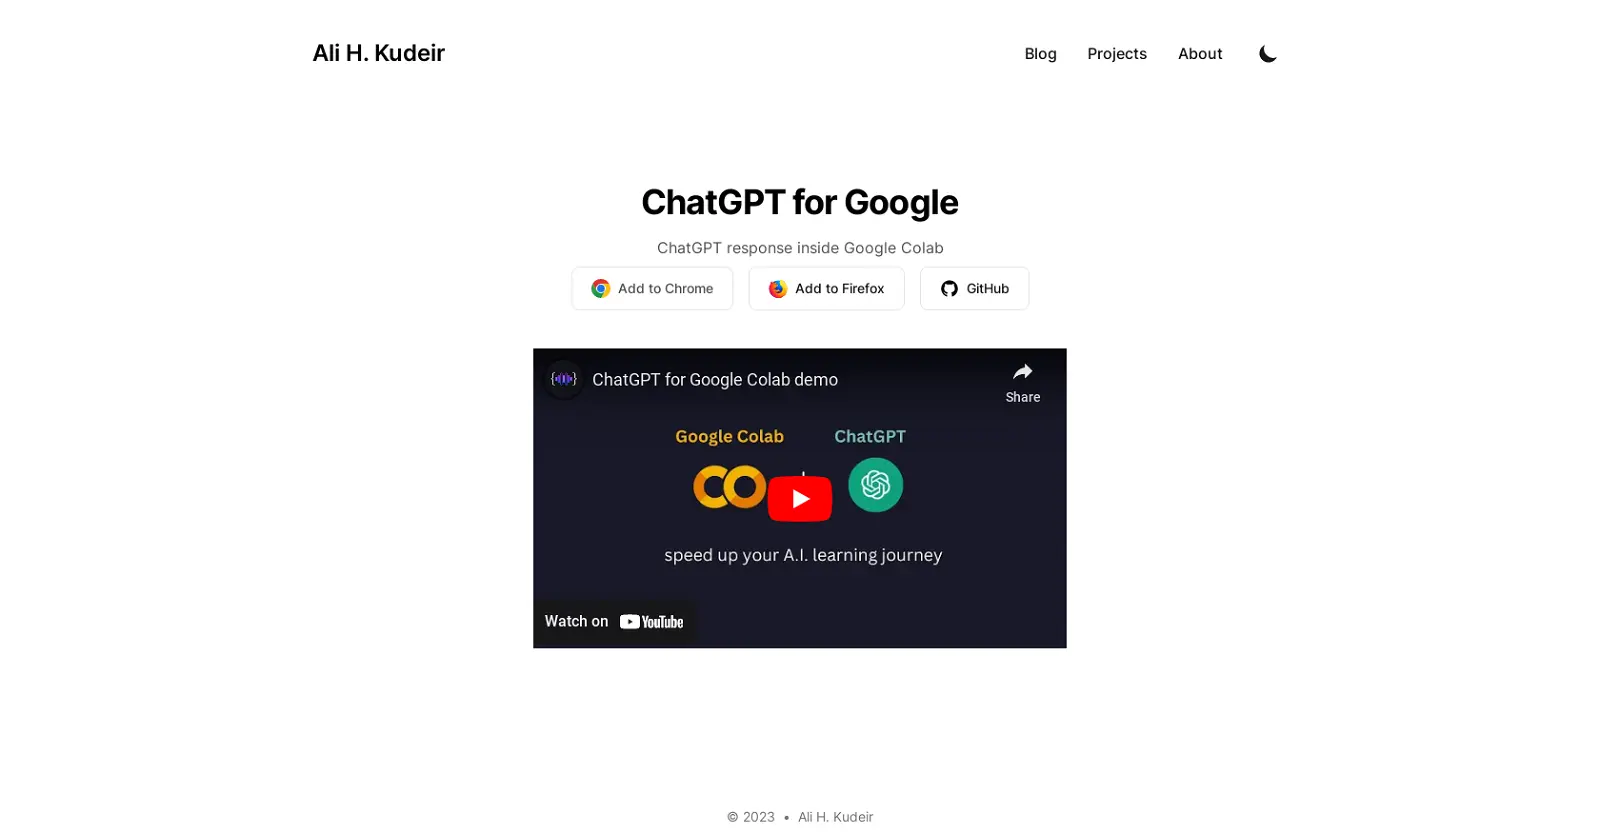 Ali H. Kudeir
Blog Projects About
ChatGPT for Google
ChatGPT response inside Google Colab
Add to Chrome Add to Firefox GitHub
ChatGPT for Google Colab demo
Share
Google Colab ChatGPT
speed up your A.I. learning journey
Watch on YouTube
© 2023 • Ali H. Kudeir